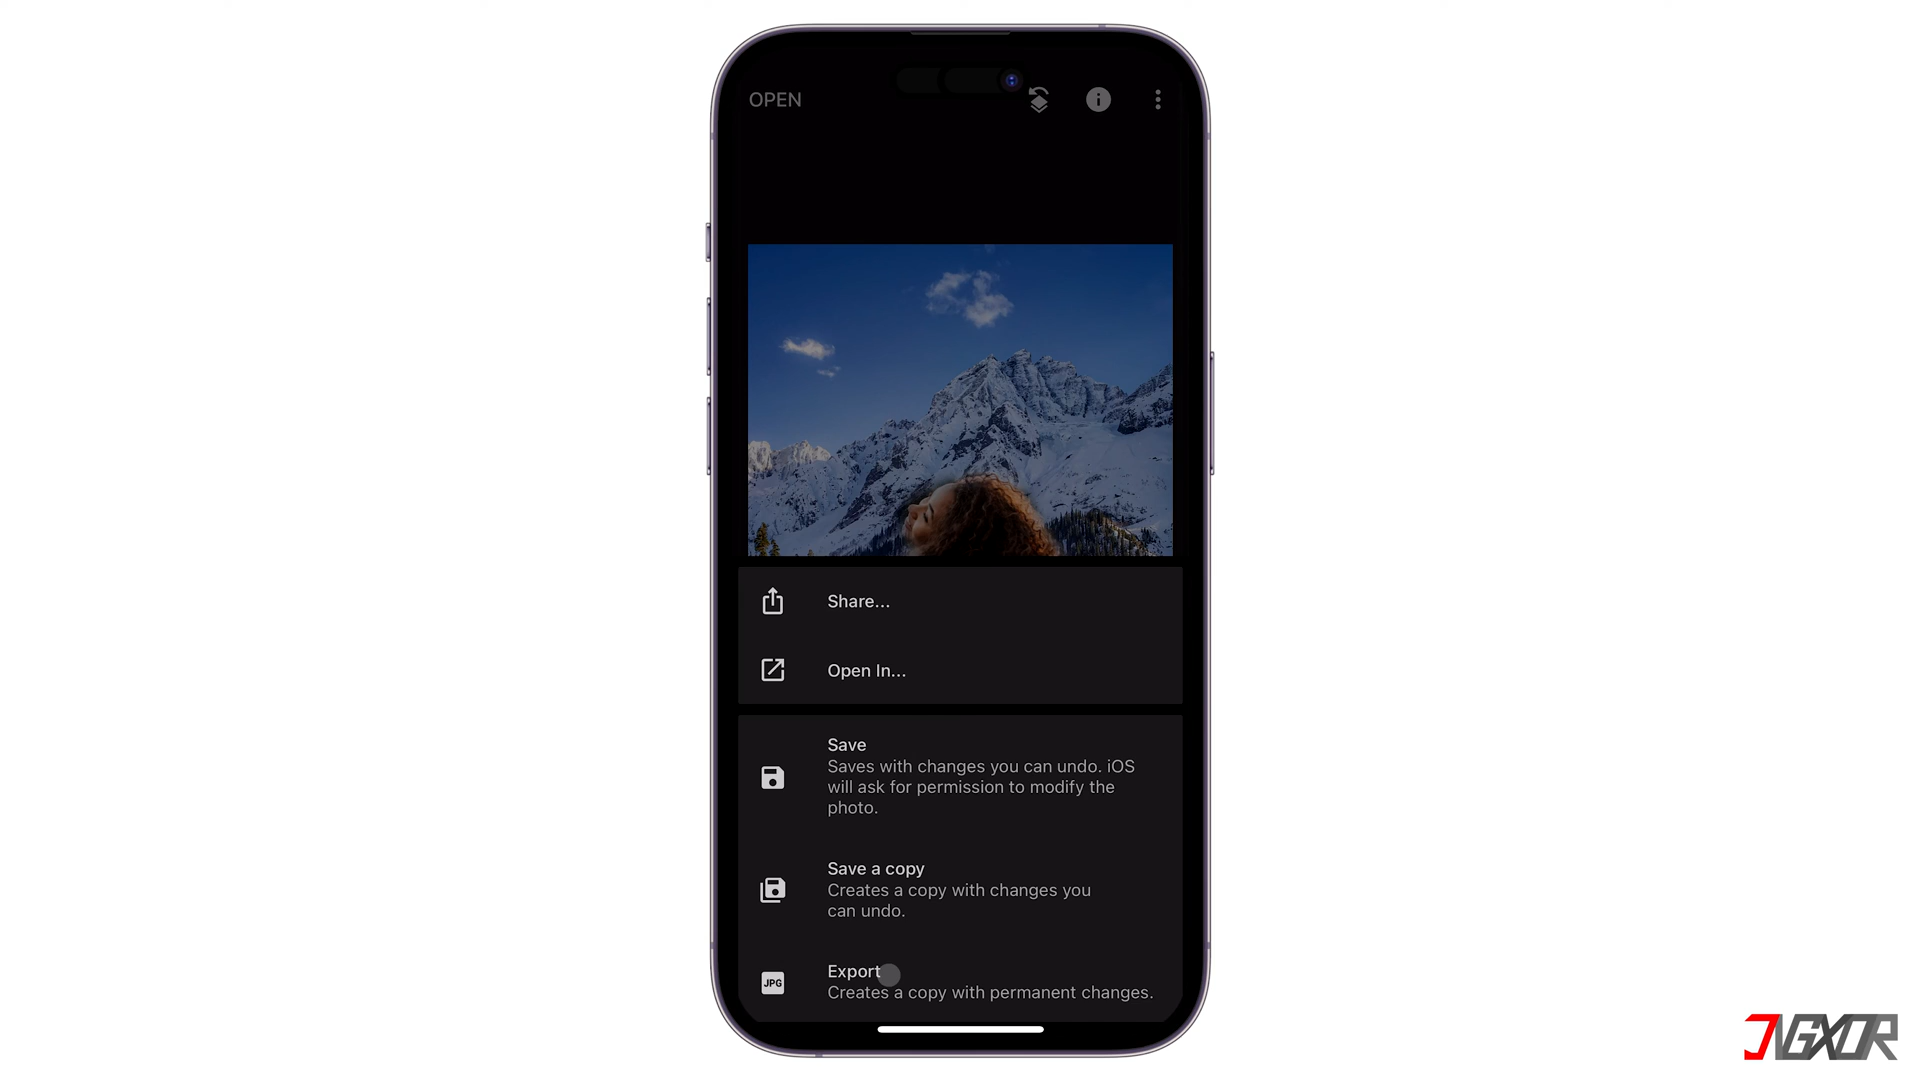 OPEN
Share...
Open In...
Save
Saves with changes you can undo. iOS
will ask for permission to modify the
photo.
Save a copy
Creates a copy with changes you
can undo.
JPG
Export
Creates a copy with permanent changes.
JIGXOR